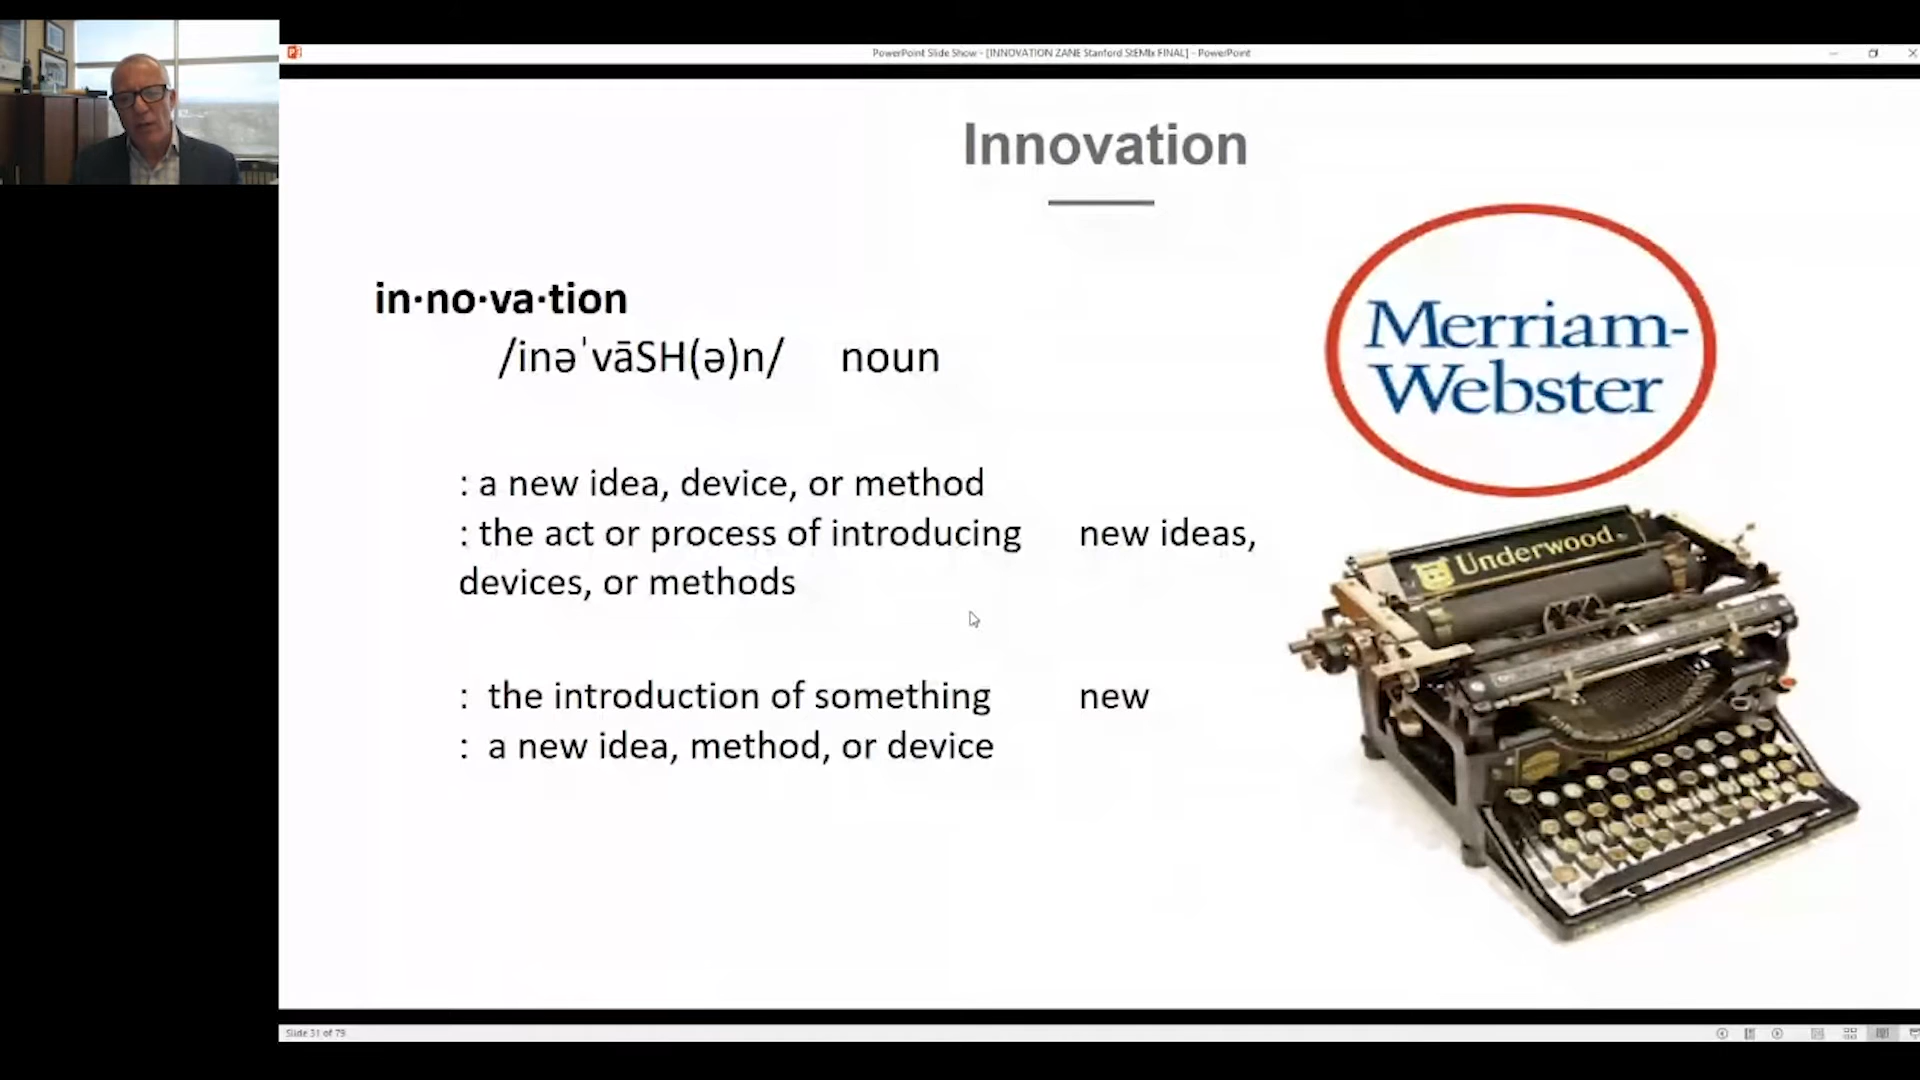 PowerPoint Slide Show - [INNOVATION ZANE Stanford StEMIx FINAL] - PowerPoint
Innovation
in·no·va·tion
/inəˈvāSH(ə)n/ noun
: a new idea, device, or method
: the act or process of introducing new ideas,
devices, or methods
: the introduction of something new
: a new idea, method, or device
Merriam-
Webster
Underwood
Slide 31 of 79